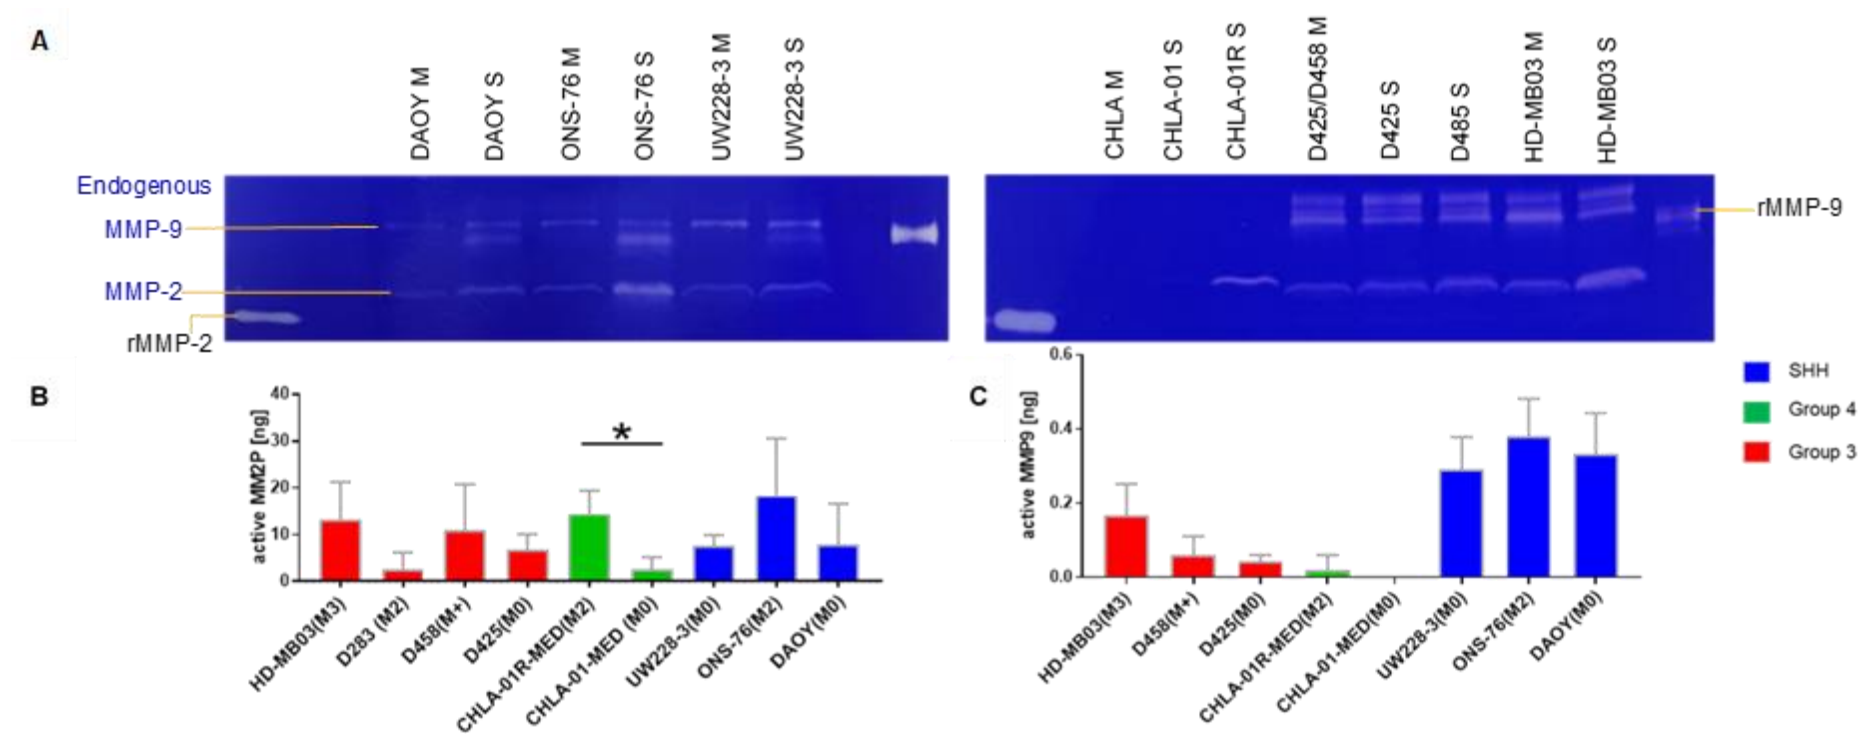 A
DAOY M
DAOY S
ONS-76 M
ONS-76 S
UW228-3 M
UW228-3 S
CHLA M
CHLA-01 S
CHLA-01R S
D425/D458 M
D425 S
D485 S
HD-MB03 M
HD-MB03 S
Endogenous
MMP-9
MMP-2
rMMP-2
rMMP-9
B
active MM2P [ng]
40
30
20
10
0
*
HD-MB03(M3)
D283 (M2)
D458(M+)
D425(M0)
CHLA-01R-MED(M2)
CHLA-01-MED (M0)
UW228-3(M0)
ONS-76(M2)
DAOY(M0)
C
active MMP9 [ng]
0.6
0.4
0.2
0.0
HD-MB03(M3)
D458(M+)
D425(M0)
CHLA-01R-MED(M2)
CHLA-01-MED(M0)
UW228-3(M0)
ONS-76(M2)
DAOY(M0)
SHH
Group 4
Group 3